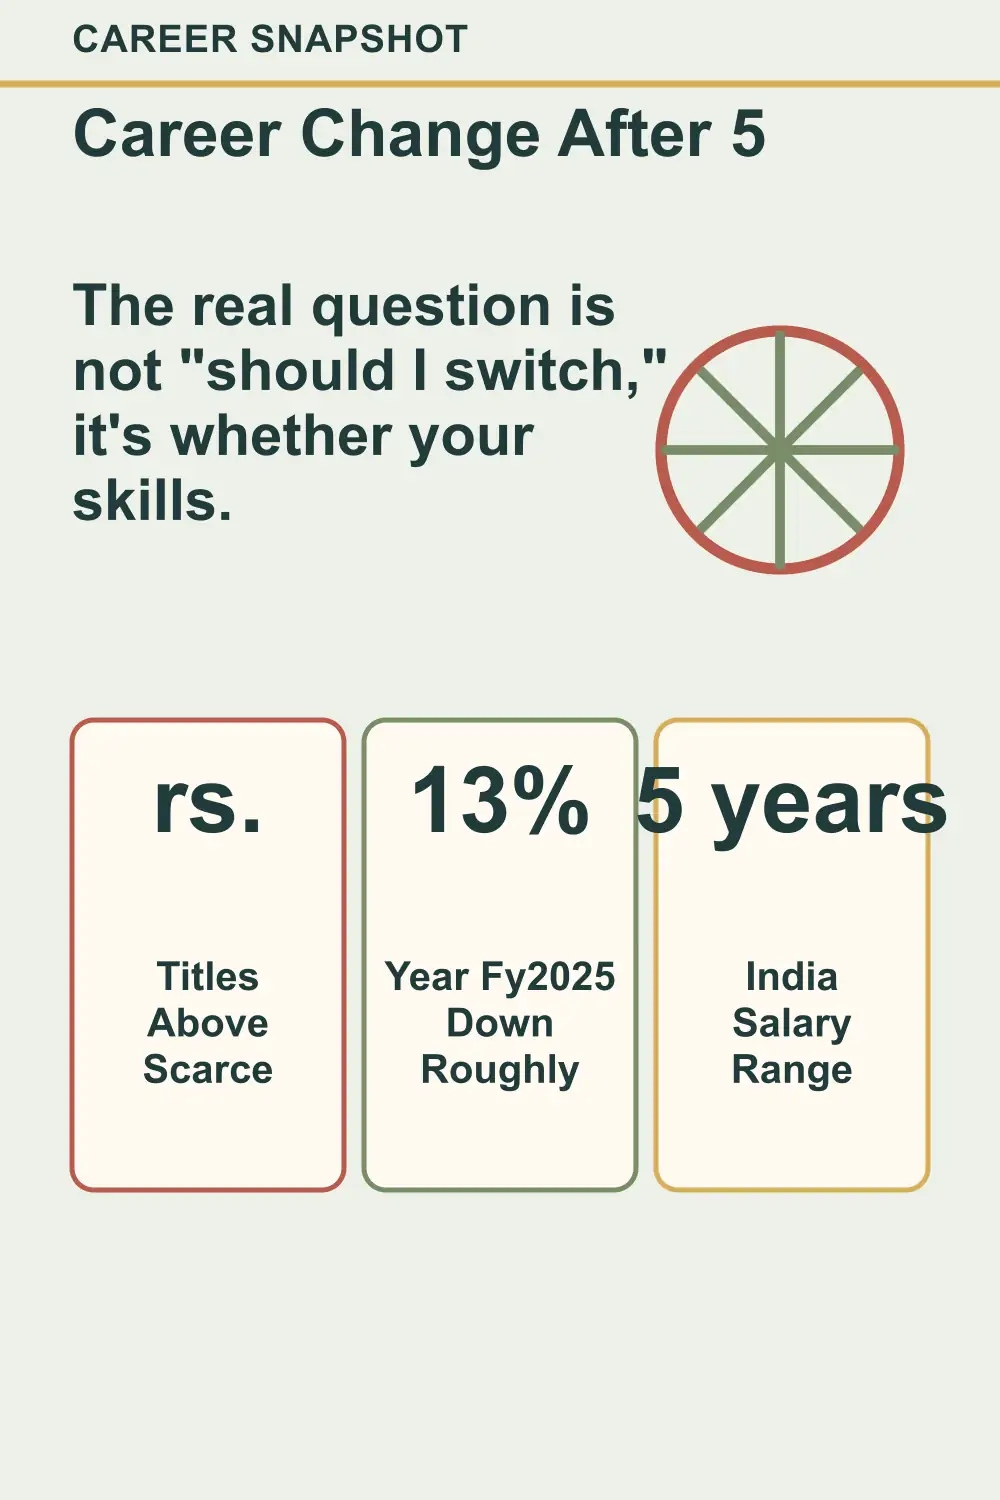 CAREER SNAPSHOT
Career Change After 5
The real question is
not "should I switch,"
it's whether your
skills.
rs.
Titles
Above
Scarce
13%
Year Fy2025
Down
Roughly
5 years
India
Salary
Range